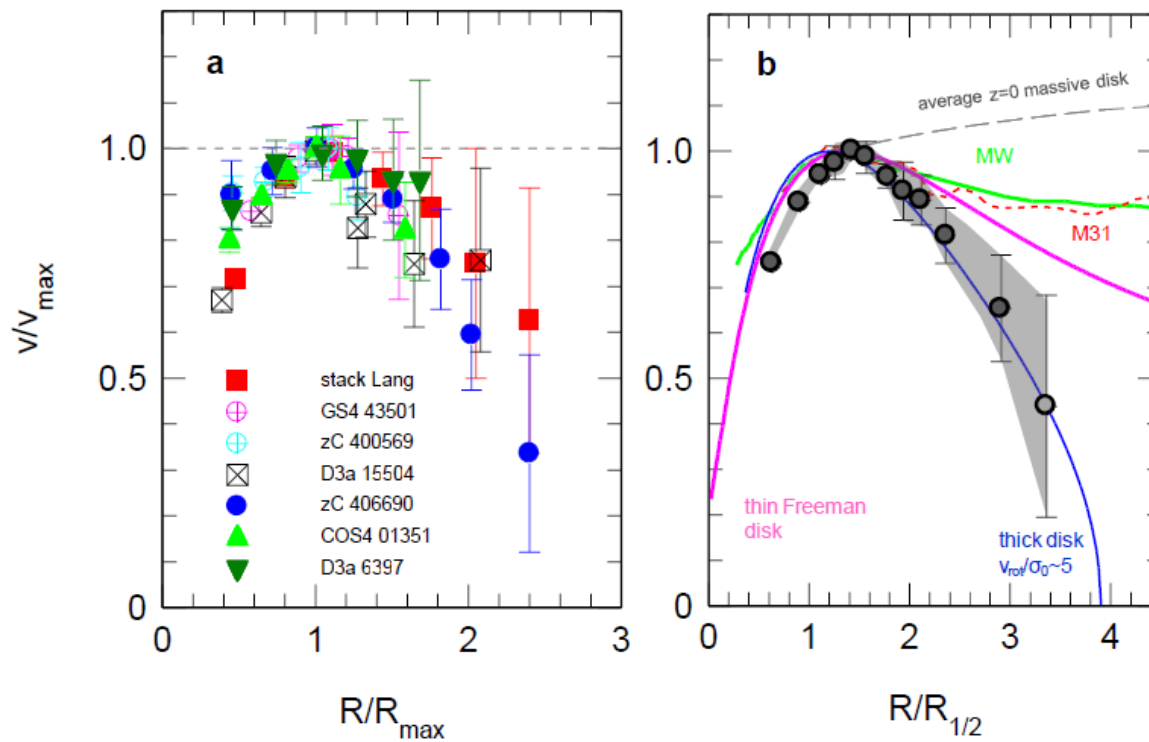 a
v/v_max
1.0
0.5
0
stack Lang
GS4 43501
zC 400569
D3a 15504
zC 406690
COS4 01351
D3a 6397
0
1
2
3
R/R_max
b
1.0
0.5
0
average z=0 massive disk
MW
M31
thin Freeman
disk
thick disk
v_rot/σ_0~5
0
1
2
3
4
R/R_1/2